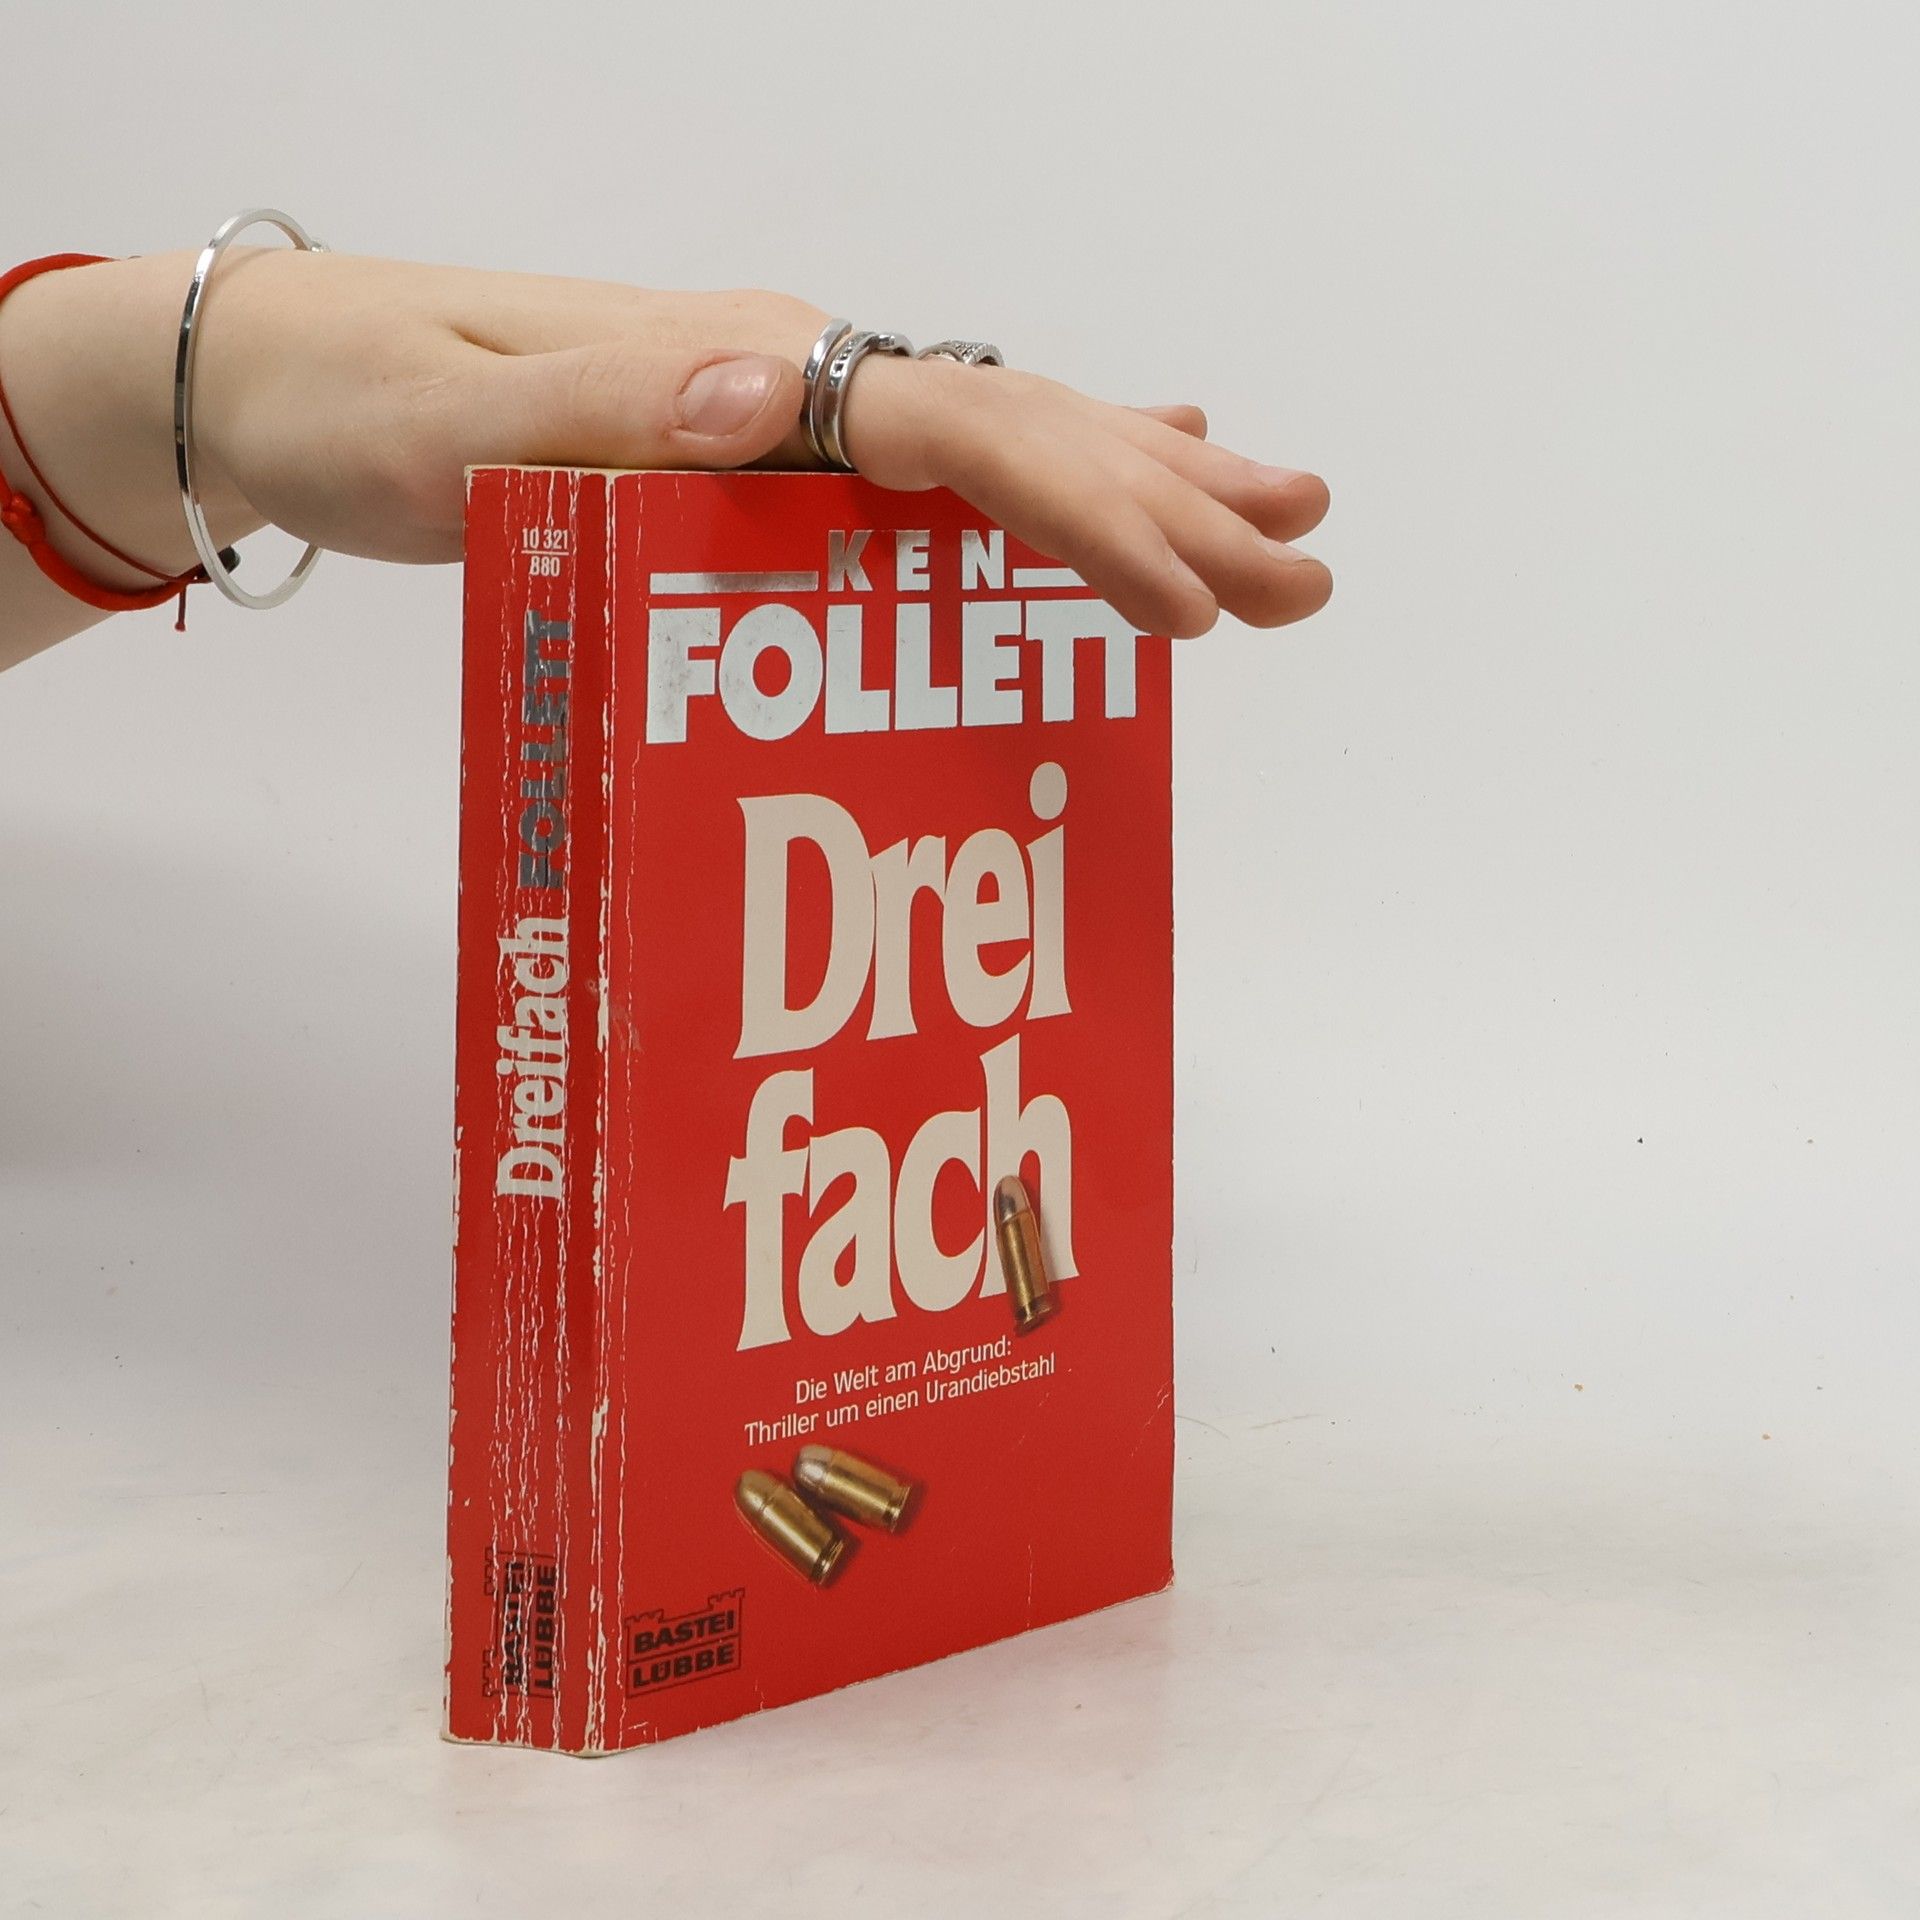 10 321
880
FOLLETT
Dreifach
BASTEI
LÜBBE
KEN
FOLLETT
Drei
fach
Die Welt am Abgrund:
Thriller um einen Urandiebstahl
BASTEI
LÜBBE